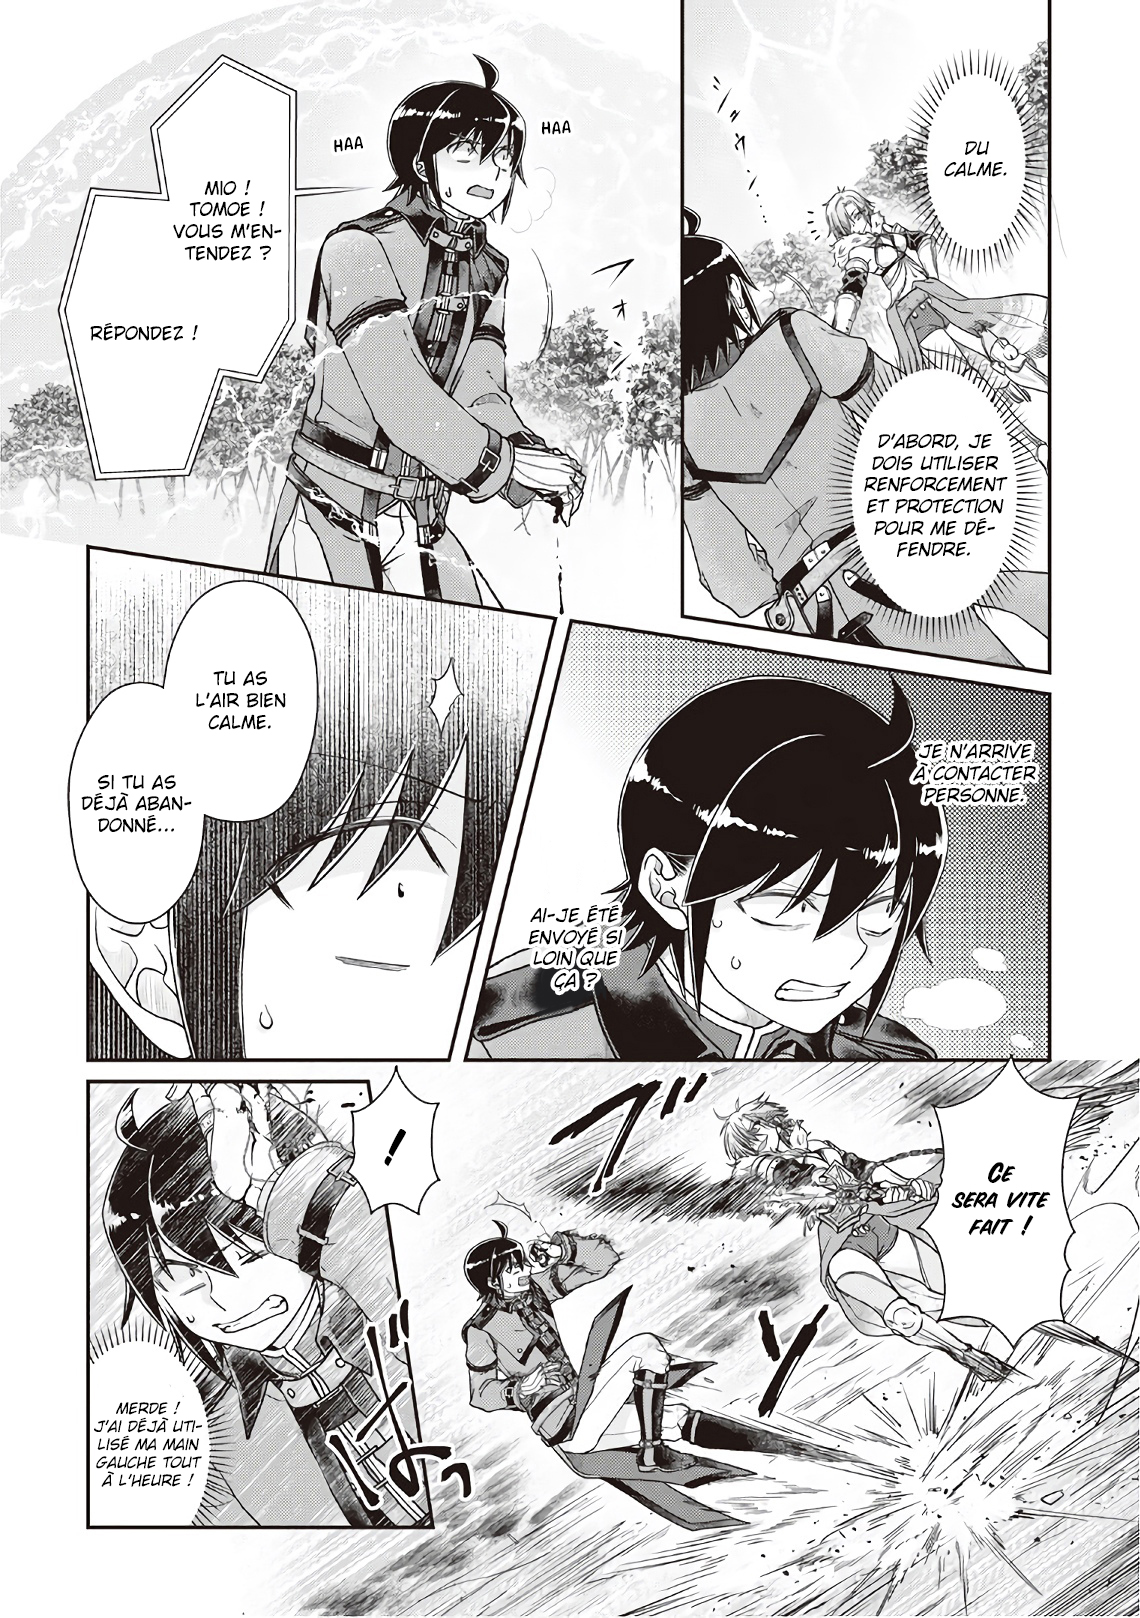 DU
CALME.
D'ABORD, JE
DOIS UTILISER
RENFORCEMENT
ET PROTECTION
POUR ME DÉ-
FENDRE.
HAA
HAA
MIO !
TOMOE !
VOUS M'EN-
TENDEZ ?
RÉPONDEZ !
JE N'ARRIVE
À CONTACTER
PERSONNE.
AI-JE ÉTÉ
ENVOYÉ SI
LOIN QUE
ÇA ?
TU AS
L'AIR BIEN
CALME.
SI TU AS
DÉJÀ ABAN-
DONNÉ...
CE
SERA VITE
FAIT !
!
MERDE !
J'AI DÉJÀ UTI-
LISÉ MA MAIN
GAUCHE TOUT
À L'HEURE !